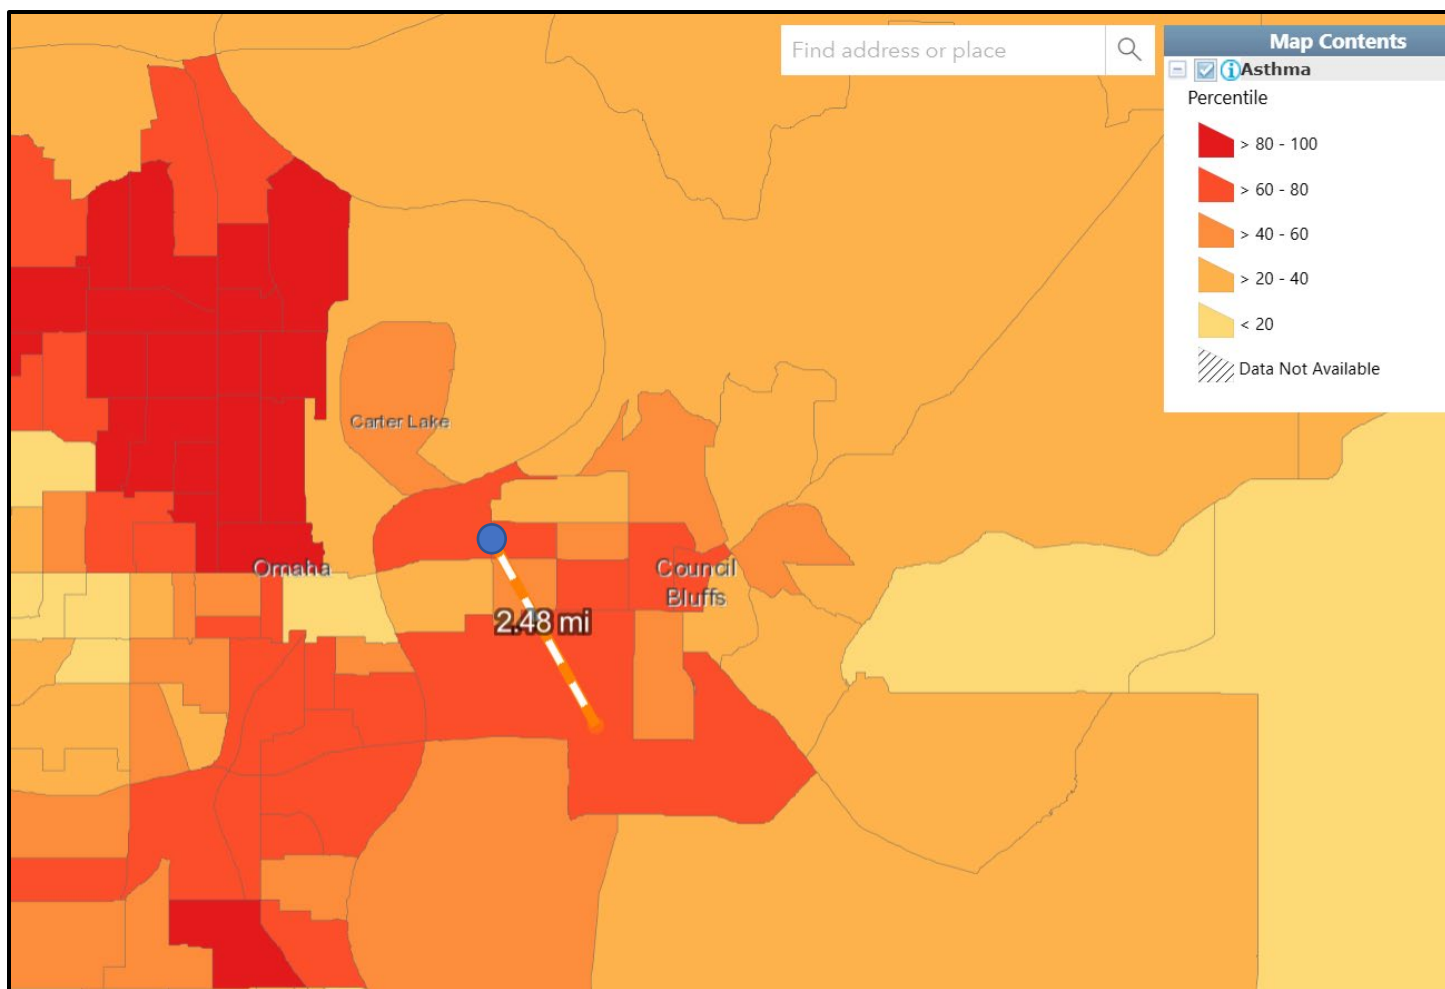 Find address or place
Map Contents
Asthma
Percentile
> 80 - 100
> 60 - 80
> 40 - 60
> 20 - 40
< 20
Data Not Available
Carter Lake
Omaha
Council
Bluffs
2.48 mi